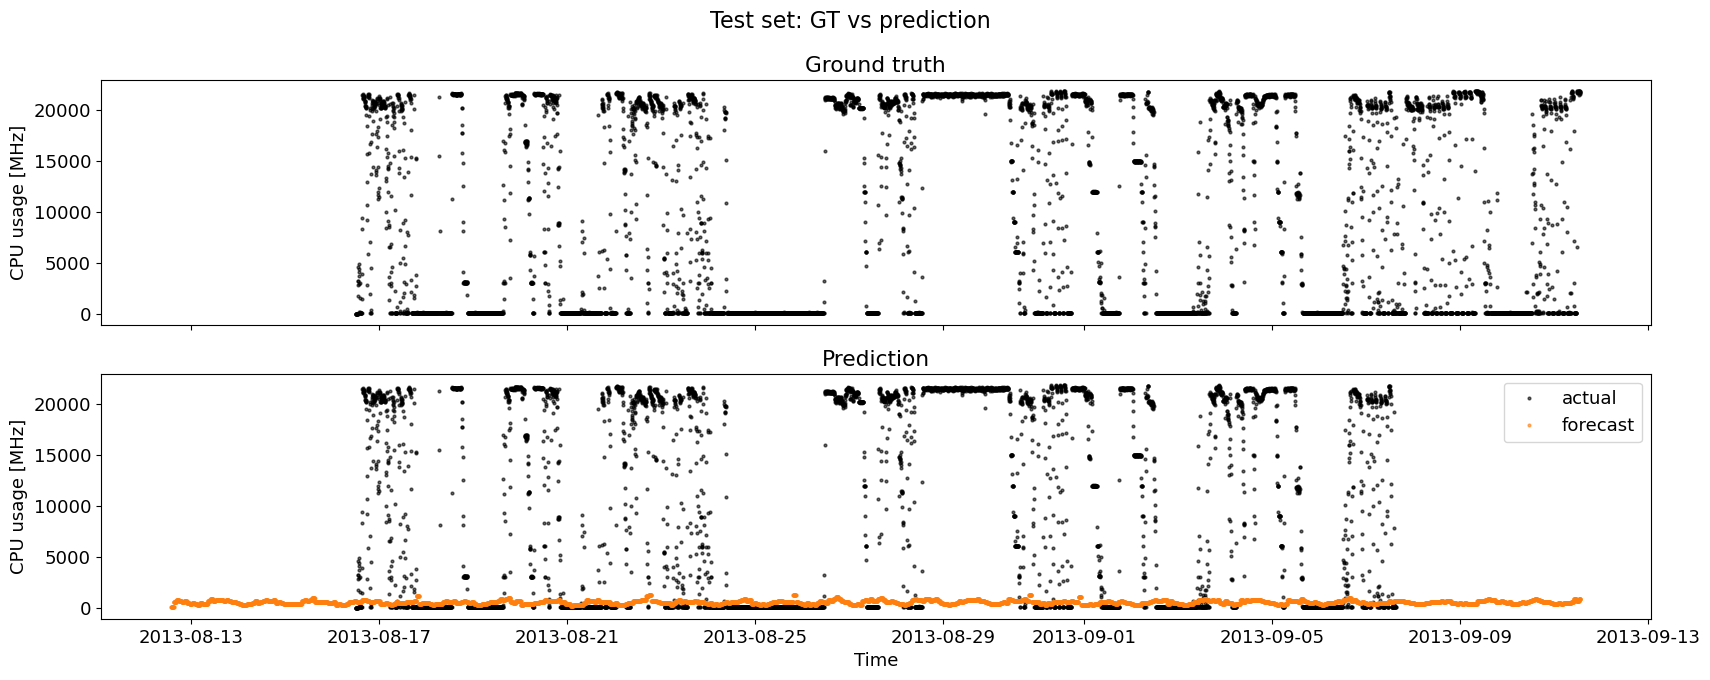 Test set: GT vs prediction
Ground truth
CPU usage [MHz]
20000
15000
10000
5000
0
Prediction
CPU usage [MHz]
20000
15000
10000
5000
0
actual
forecast
2013-08-13 2013-08-17 2013-08-21 2013-08-25 2013-08-29 2013-09-01 2013-09-05 2013-09-09 2013-09-13
Time